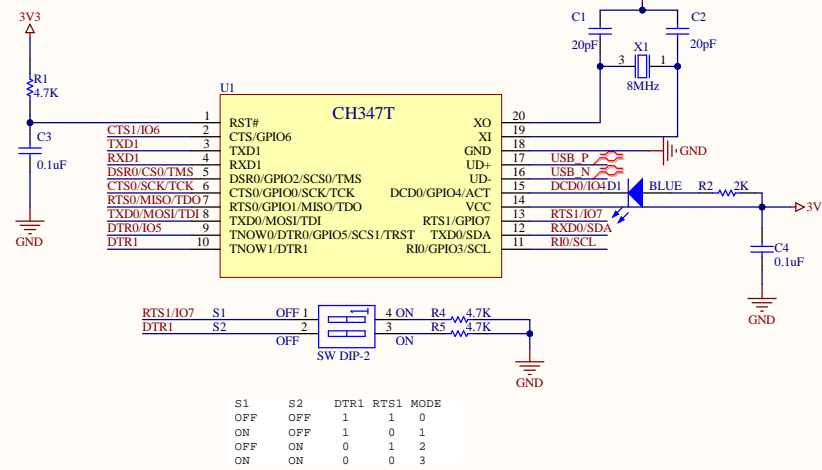 C1 C2
20pF 20pF
X1
3 1
8MHz
3V3
R1
4.7K
C3
0.1uF
GND
U1
CH347T
1 RST#
CTS1/IO6 2 CTS/GPIO6
TXD1 3 TXD1
RXD1 4 RXD1
DSR0/CS0/TMS 5 DSR0/GPIO2/SCS0/TMS
CTS0/SCK/TCK 6 CTS0/GPIO0/SCK/TCK
RTS0/MISO/TDO 7 RTS0/GPIO1/MISO/TDO
TXD0/MOSI/TDI 8 TXD0/MOSI/TDI
DTR0/IO5 9 TNOW0/DTR0/GPIO5/SCS1/TRST
DTR1 10 TNOW1/DTR1
XO 20
XI 19
GND 18 GND
UD+ 17 USB_P
UD- 16 USB_N
DCD0/GPIO4/ACT 15 DCD0/IO4 D1 BLUE R2 2K
VCC 14 3V
RTS1/GPIO7 13 RTS1/IO7
TXD0/SDA 12 RXD0/SDA
RI0/GPIO3/SCL 11 RI0/SCL
C4
0.1uF
GND
RTS1/IO7 S1 OFF 1 4 ON R4 4.7K
DTR1 S2 2 3 R5 4.7K
OFF ON
SW DIP-2
GND
S1 S2 DTR1 RTS1 MODE
OFF OFF 1 1 0
ON OFF 1 0 1
OFF ON 0 1 2
ON ON 0 0 3